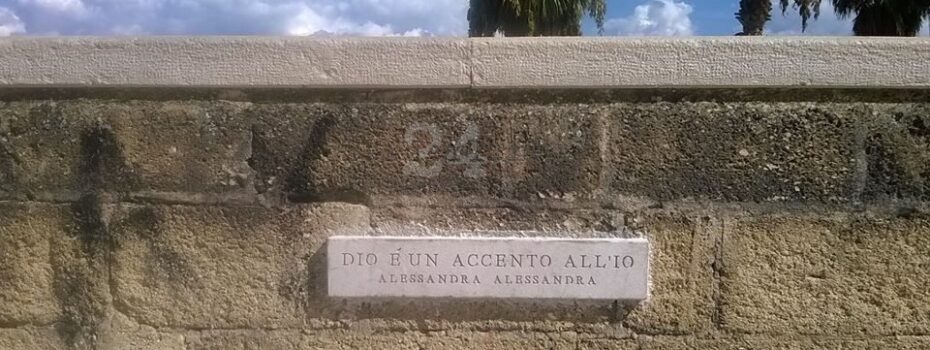 24
DIO É UN ACCENTO ALL'IO
ALESSANDRA ALESSANDRA